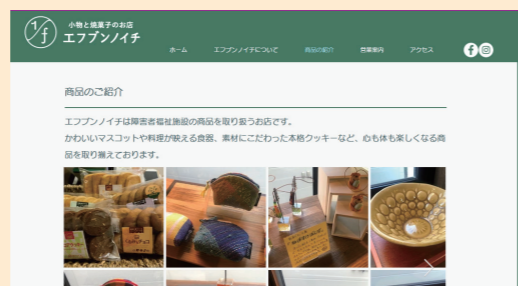 1/f
小物と焼菓子のお店
エフブンノイチ
ホーム
エフブンノイチについて
商品の紹介
営業案内
アクセス
商品のご紹介
エフブンノイチは障害者福祉施設の商品を取り扱うお店です。
かわいいマスコットや料理が映える食器、素材にこだわった本格クッキーなど、心も体も楽しくなる商
品を取り揃えております。